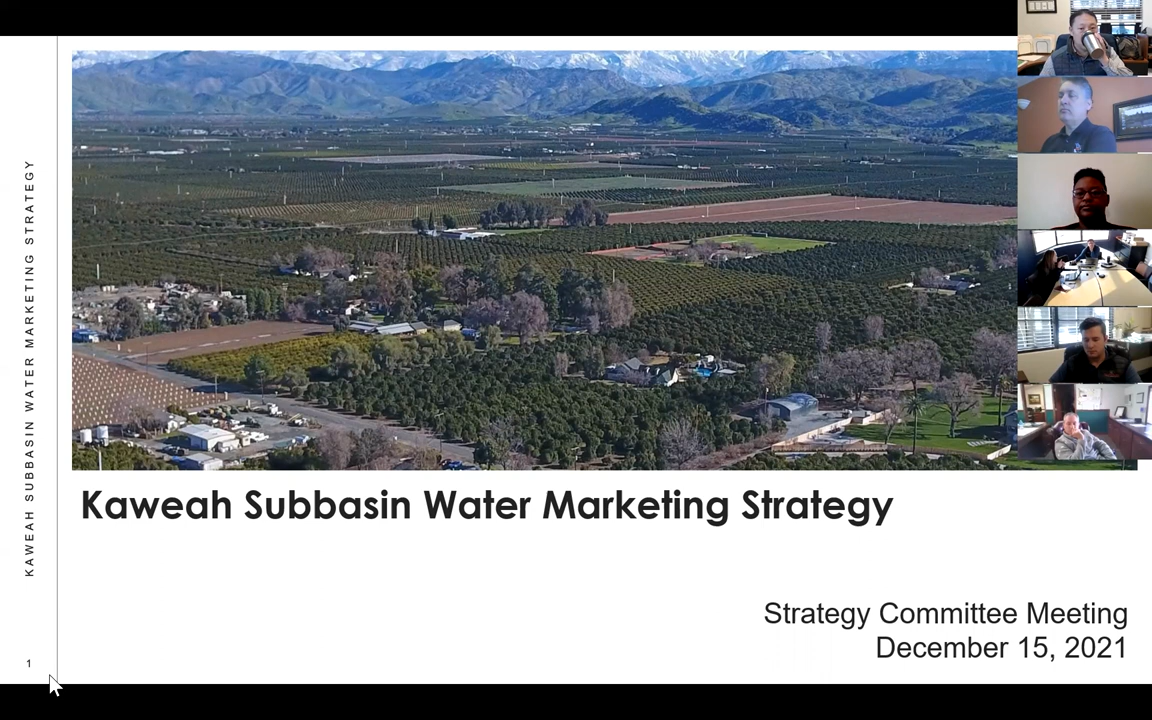 KAWEAH SUBBASIN WATER MARKETING STRATEGY
Kaweah Subbasin Water Marketing Strategy
Strategy Committee Meeting
December 15, 2021
1